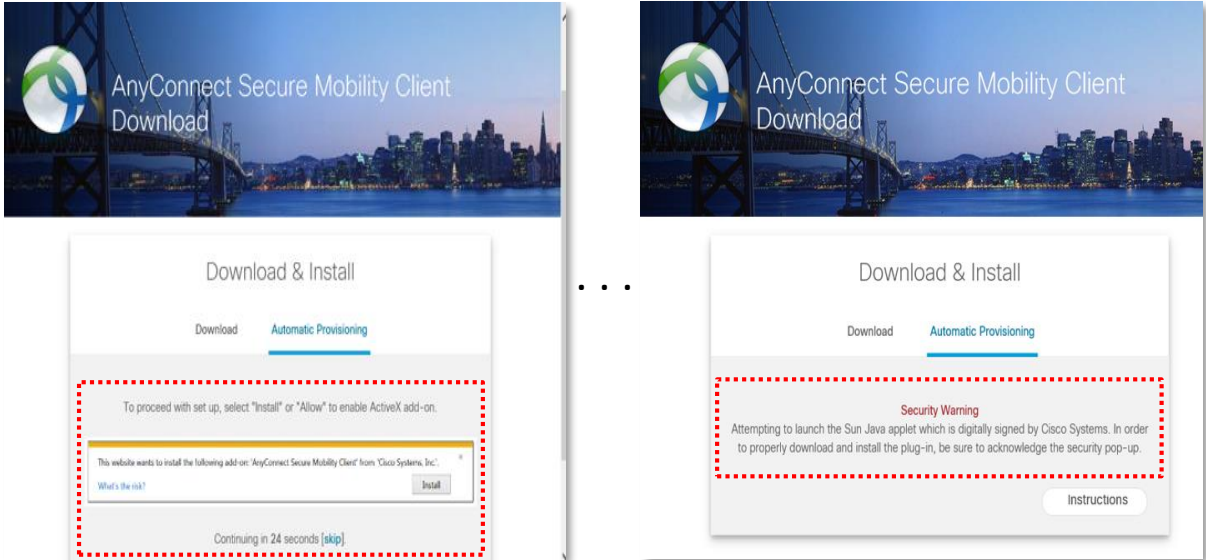 AnyConnect Secure Mobility Client
Download
Download & Install
Download
Automatic Provisioning
To proceed with set up, select "Install" or "Allow" to enable ActiveX add-on.
This website wants to install the following add-on: 'AnyConnect Secure Mobility Client' from 'Cisco Systems, Inc.'.
×
What's the risk?
Install
Continuing in 24 seconds [skip].
. . .
AnyConnect Secure Mobility Client
Download
Download & Install
Download
Automatic Provisioning
Security Warning
Attempting to launch the Sun Java applet which is digitally signed by Cisco Systems. In order
to properly download and install the plug-in, be sure to acknowledge the security pop-up.
Instructions